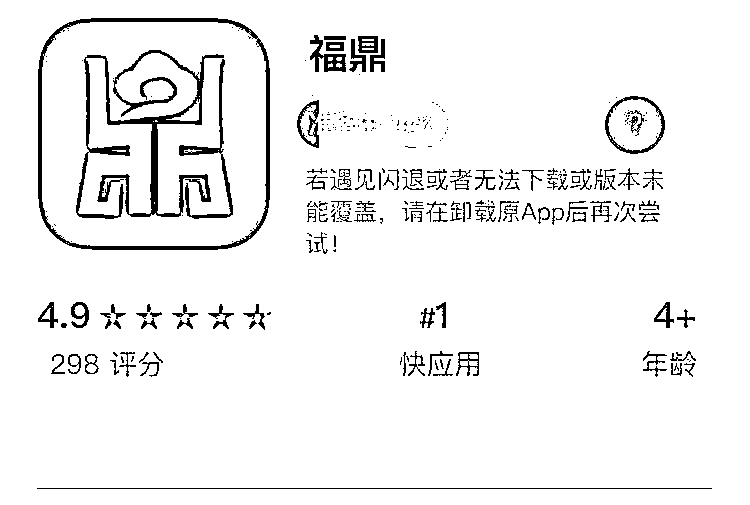 福鼎
?
若遇见闪退或者无法下载或版本未
能覆盖，请在卸载原App后再次尝
试！
4.9 ☆☆☆☆☆ #1 4+
298 评分 快应用 年龄